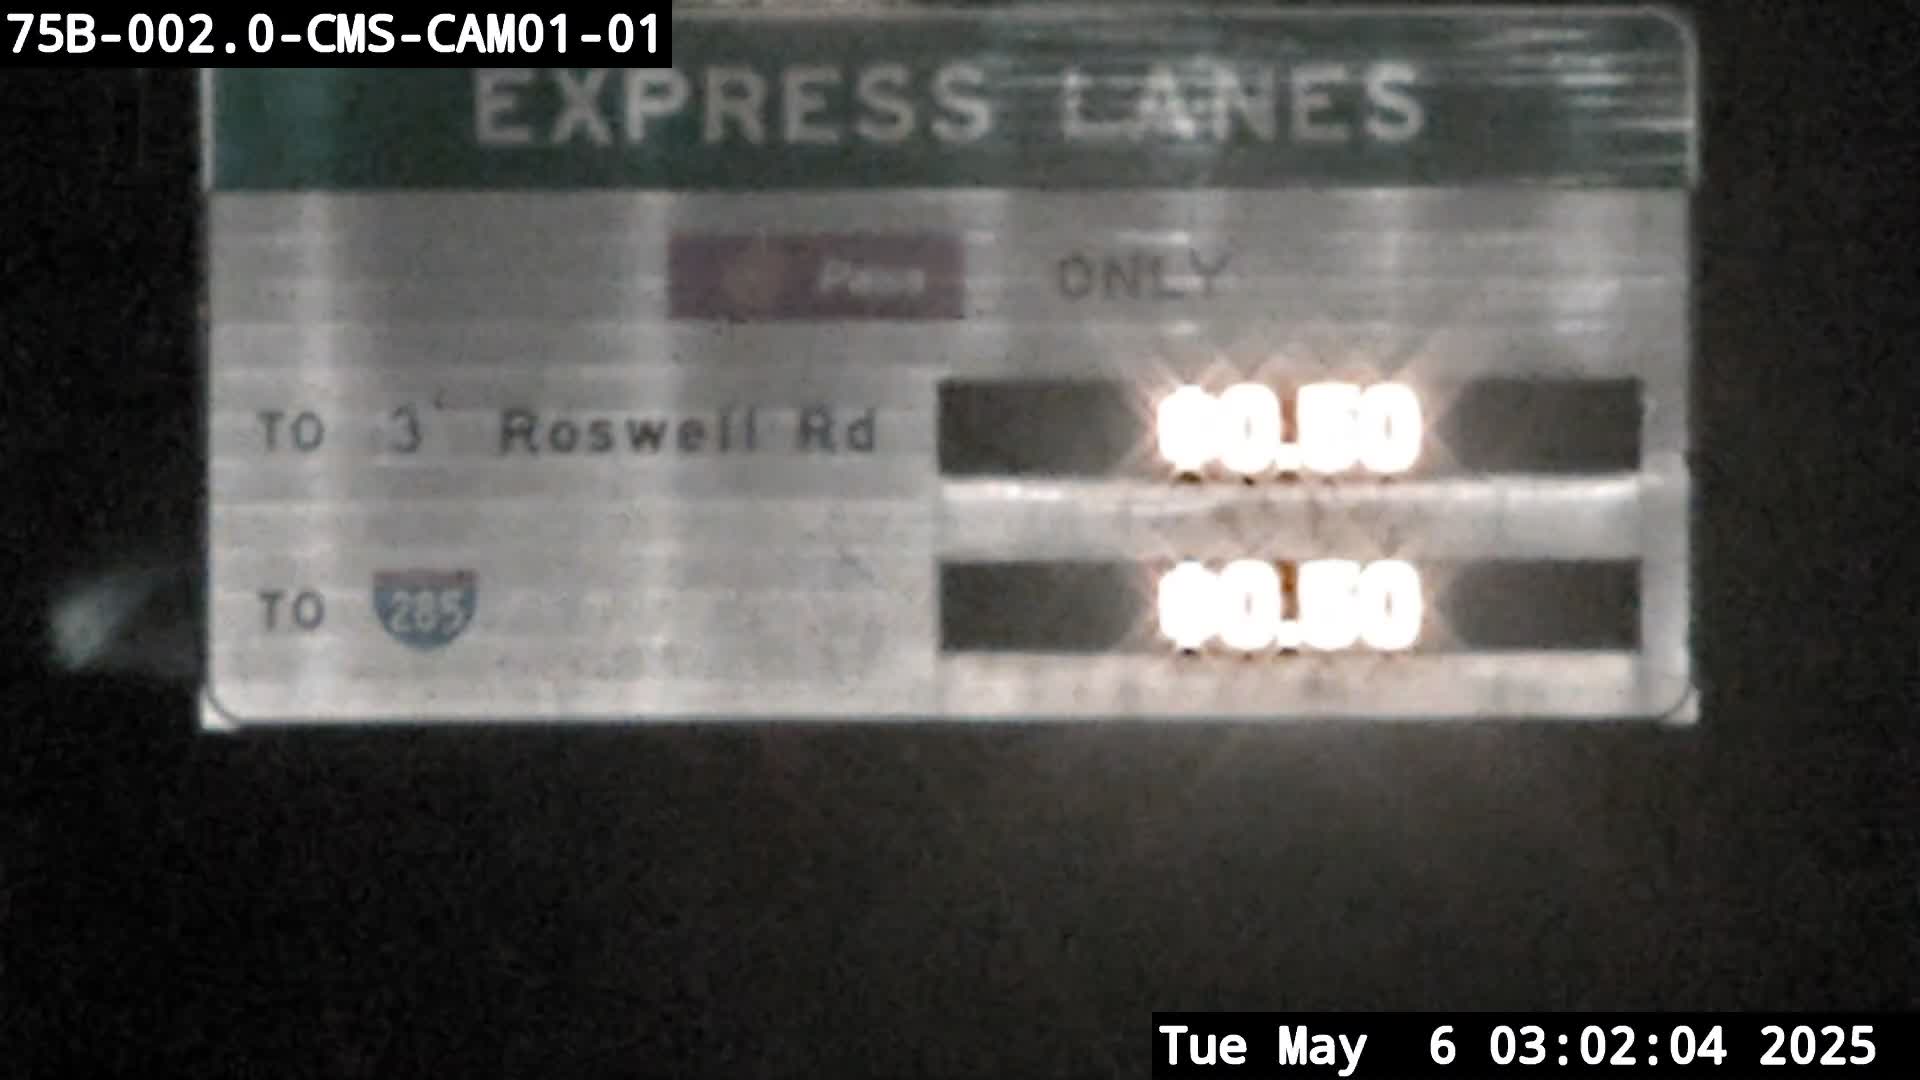 75B-002.0-CMS-CAM01-01
EXPRESS LANES
Pass ONLY
TO 3 Roswell Rd $0.50
TO 285 $0.50
Tue May 6 03:02:04 2025